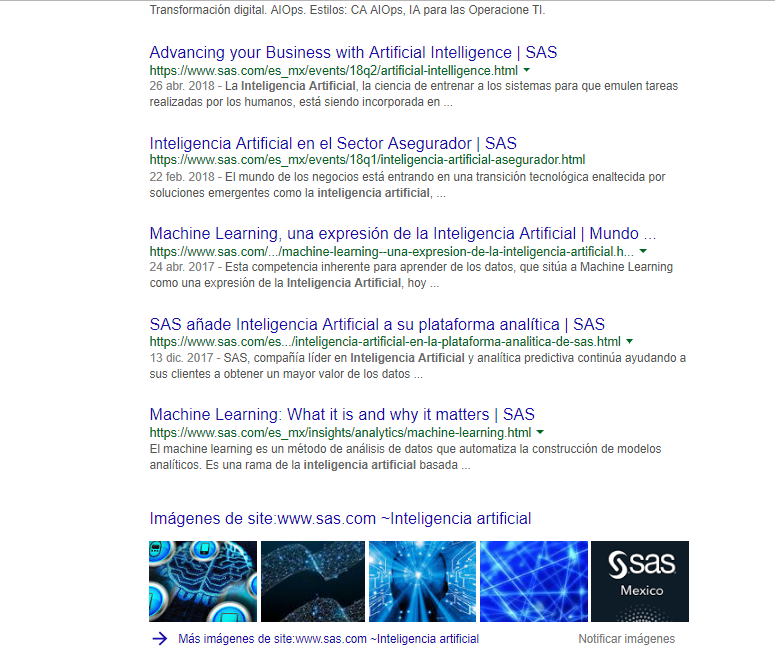 Transformación digital. AIOps. Estilos: CA AIOps, IA para las Operacione TI.
Advancing your Business with Artificial Intelligence | SAS
https://www.sas.com/es_mx/events/18q2/artificial-intelligence.html
26 abr. 2018 - La Inteligencia Artificial, la ciencia de entrenar a los sistemas para que emulen tareas
realizadas por los humanos, está siendo incorporada en ...
Inteligencia Artificial en el Sector Asegurador | SAS
https://www.sas.com/es_mx/events/18q1/inteligencia-artificial-asegurador.html
22 feb. 2018 - El mundo de los negocios está entrando en una transición tecnológica enaltecida por
soluciones emergentes como la inteligencia artificial, ...
Machine Learning, una expresión de la Inteligencia Artificial | Mundo ...
https://www.sas.com/.../machine-learning--una-expresion-de-la-inteligencia-artificial.h...
24 abr. 2017 - Esta competencia inherente para aprender de los datos, que sitúa a Machine Learning
como una expresión de la Inteligencia Artificial, hoy ...
SAS añade Inteligencia Artificial a su plataforma analítica | SAS
https://www.sas.com/es.../inteligencia-artificial-en-la-plataforma-analitica-de-sas.html
13 dic. 2017 - SAS, compañía líder en Inteligencia Artificial y analítica predictiva continúa ayudando a
sus clientes a obtener un mayor valor de los datos ...
Machine Learning: What it is and why it matters | SAS
https://www.sas.com/es_mx/insights/analytics/machine-learning.html
El machine learning es un método de análisis de datos que automatiza la construcción de modelos
analíticos. Es una rama de la inteligencia artificial basada ...
Imágenes de site:www.sas.com ~Inteligencia artificial
sas
Mexico
Más imágenes de site:www.sas.com ~Inteligencia artificial
Notificar imágenes